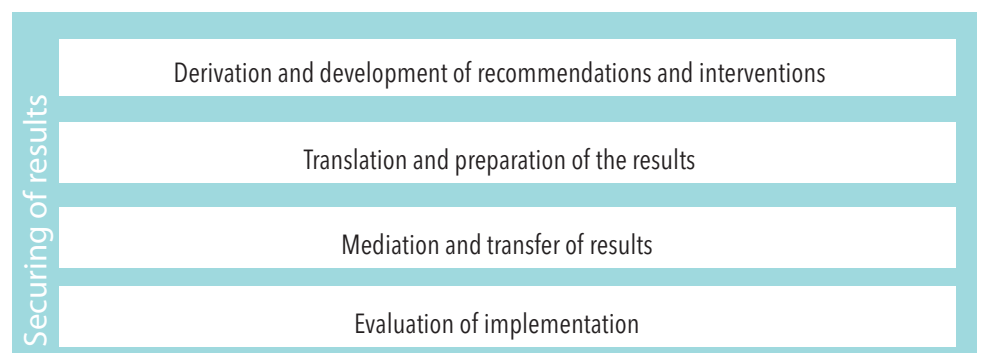 Securing of results
Derivation and development of recommendations and interventions
Translation and preparation of the results
Mediation and transfer of results
Evaluation of implementation